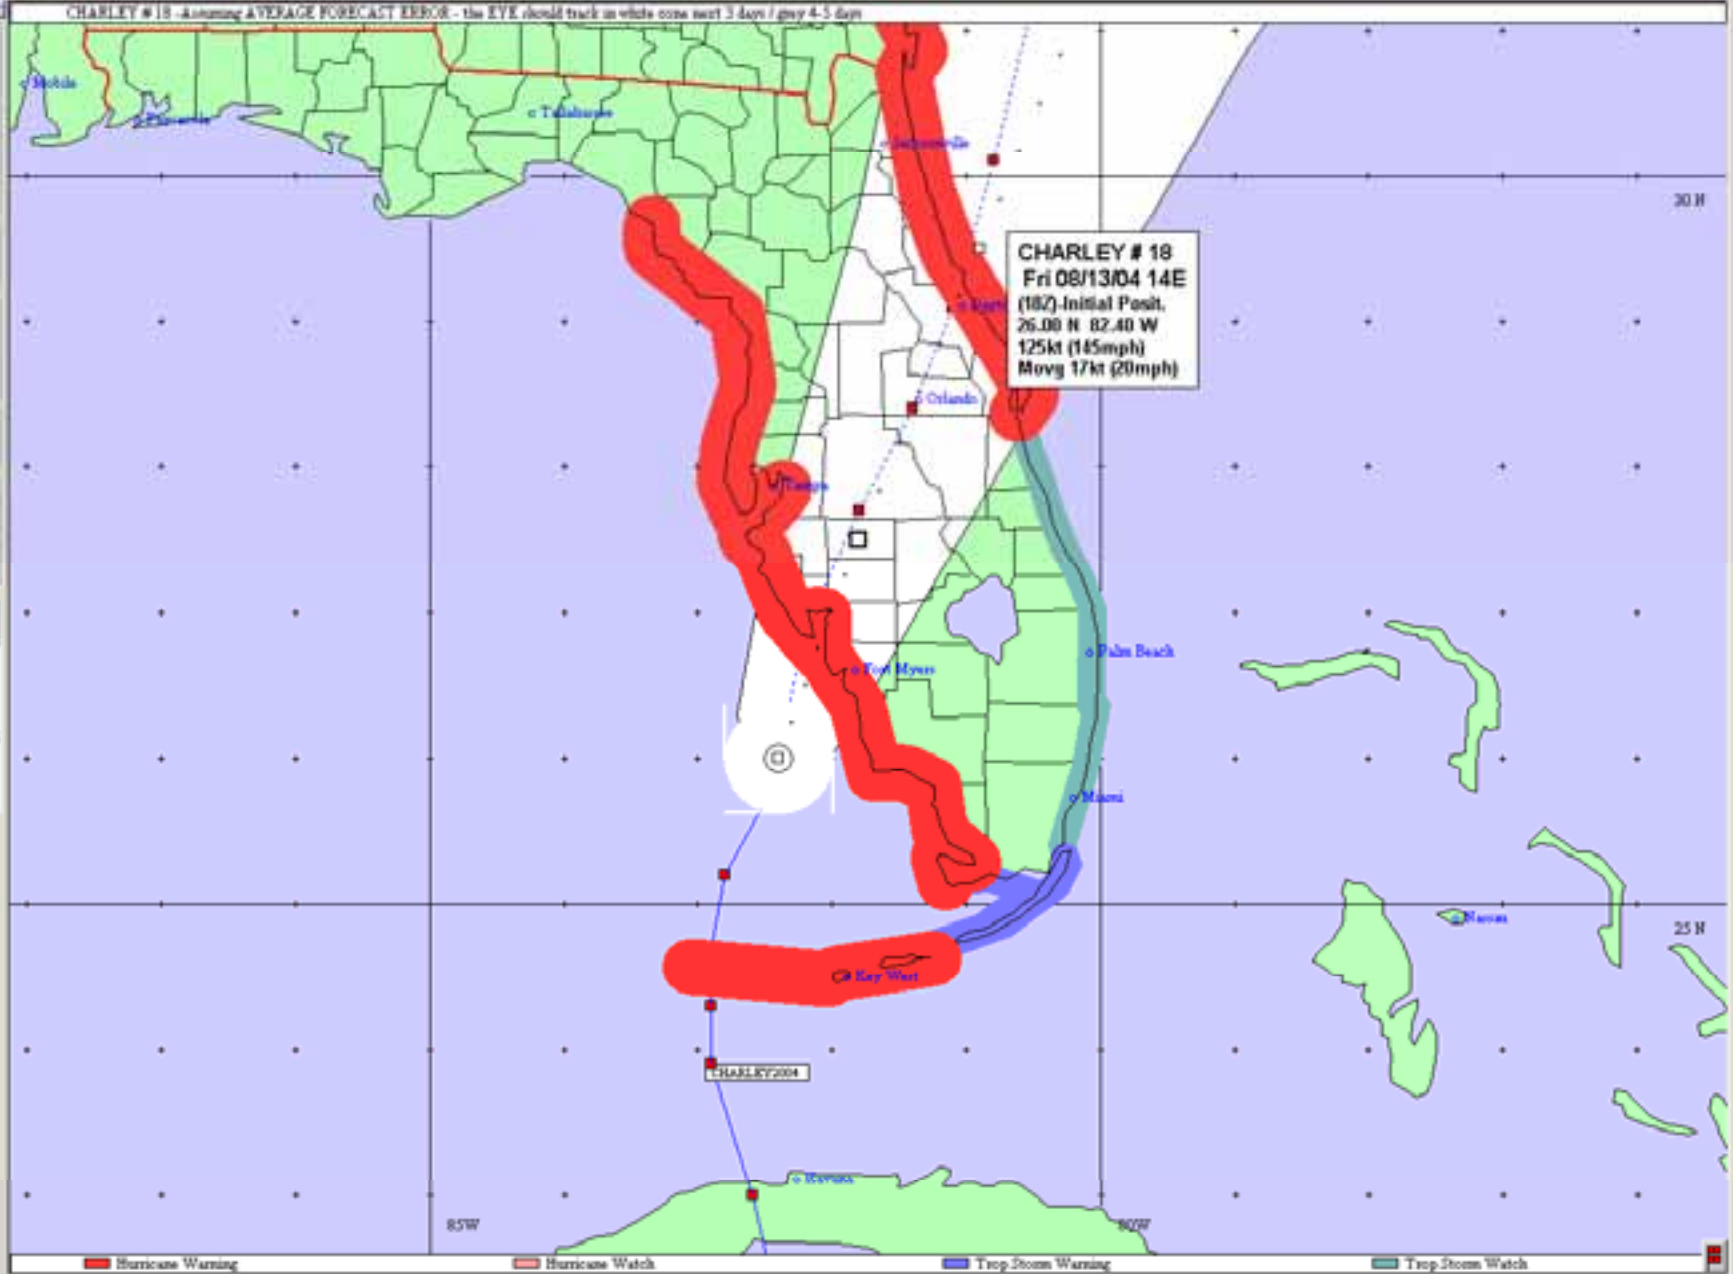 CHARLEY # 18 -Assuming AVERAGE FORECAST ERROR - the EYE should track in white cone next 3 days / grey 4-5 days
Mobile
Pensacola
Tallahassee
Jacksonville
30 N
CHARLEY # 18
Fri 08/13/04 14E
(18Z)-Initial Posit.
26.00 N 82.40 W
125kt (145mph)
Movg 17kt (20mph)
Orlando
Tampa
Palm Beach
Fort Myers
Miami
Nassau
25 N
Key West
CHARLEY2004
Havana
85W
80W
Hurricane Warning
Hurricane Watch
Trop.Storm Warning
Trop.Storm Watch